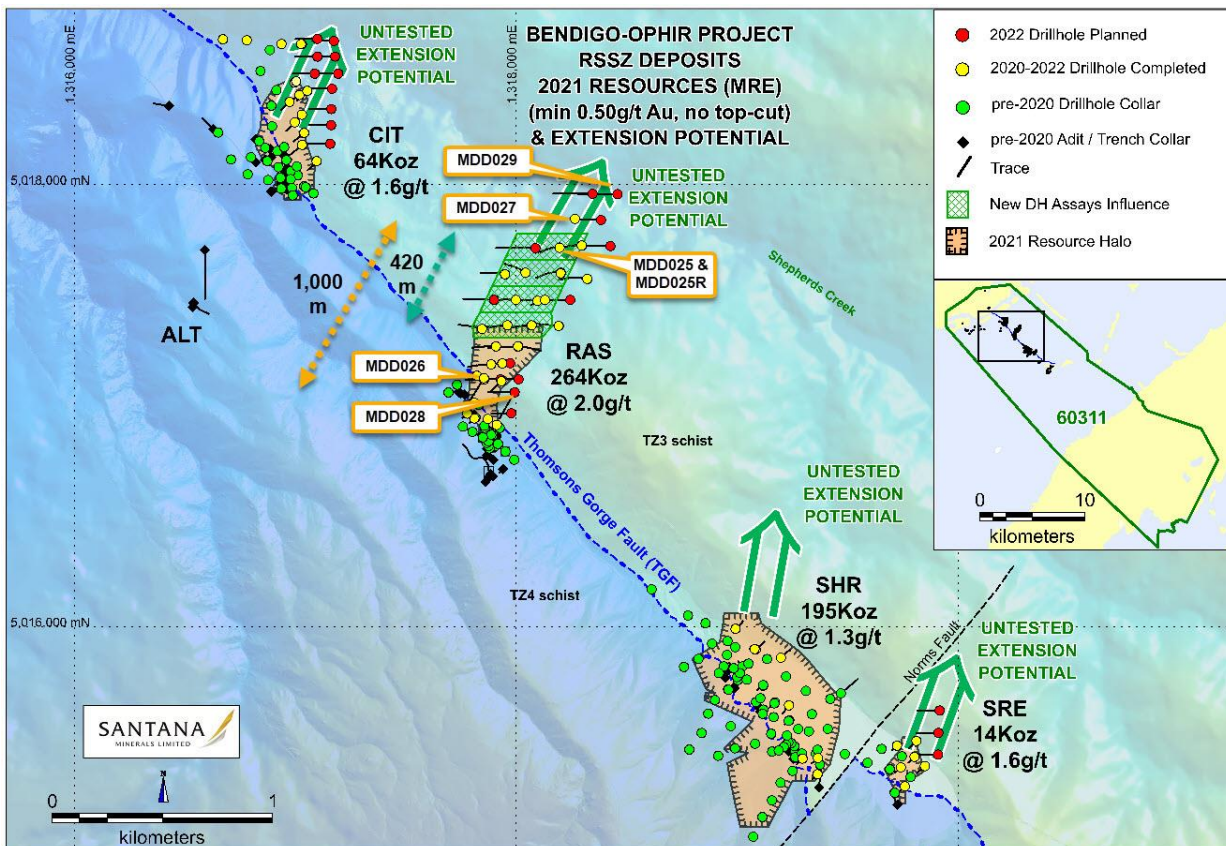 BENDIGO-OPHIR PROJECT
RSSZ DEPOSITS
2021 RESOURCES (MRE)
(min 0.50g/t Au, no top-cut)
& EXTENSION POTENTIAL
1,316,000 mE
1,318,000 mE
5,018,000 mN
5,016,000 mN
UNTESTED
EXTENSION
POTENTIAL
CIT
64Koz
@ 1.6g/t
MDD029
MDD027
UNTESTED
EXTENSION
POTENTIAL
MDD025 &
MDD025R
Shepherds Creek
1,000
m
420
m
ALT
MDD026
MDD028
RAS
264Koz
@ 2.0g/t
TZ3 schist
Thomsons Gorge Fault (TGF)
TZ4 schist
UNTESTED
EXTENSION
POTENTIAL
SHR
195Koz
@ 1.3g/t
Norms Fault
UNTESTED
EXTENSION
POTENTIAL
SRE
14Koz
@ 1.6g/t
SANTANA
MINERALS LIMITED
N
0 1
kilometers
2022 Drillhole Planned
2020-2022 Drillhole Completed
pre-2020 Drillhole Collar
pre-2020 Adit / Trench Collar
Trace
New DH Assays Influence
2021 Resource Halo
60311
0 10
kilometers